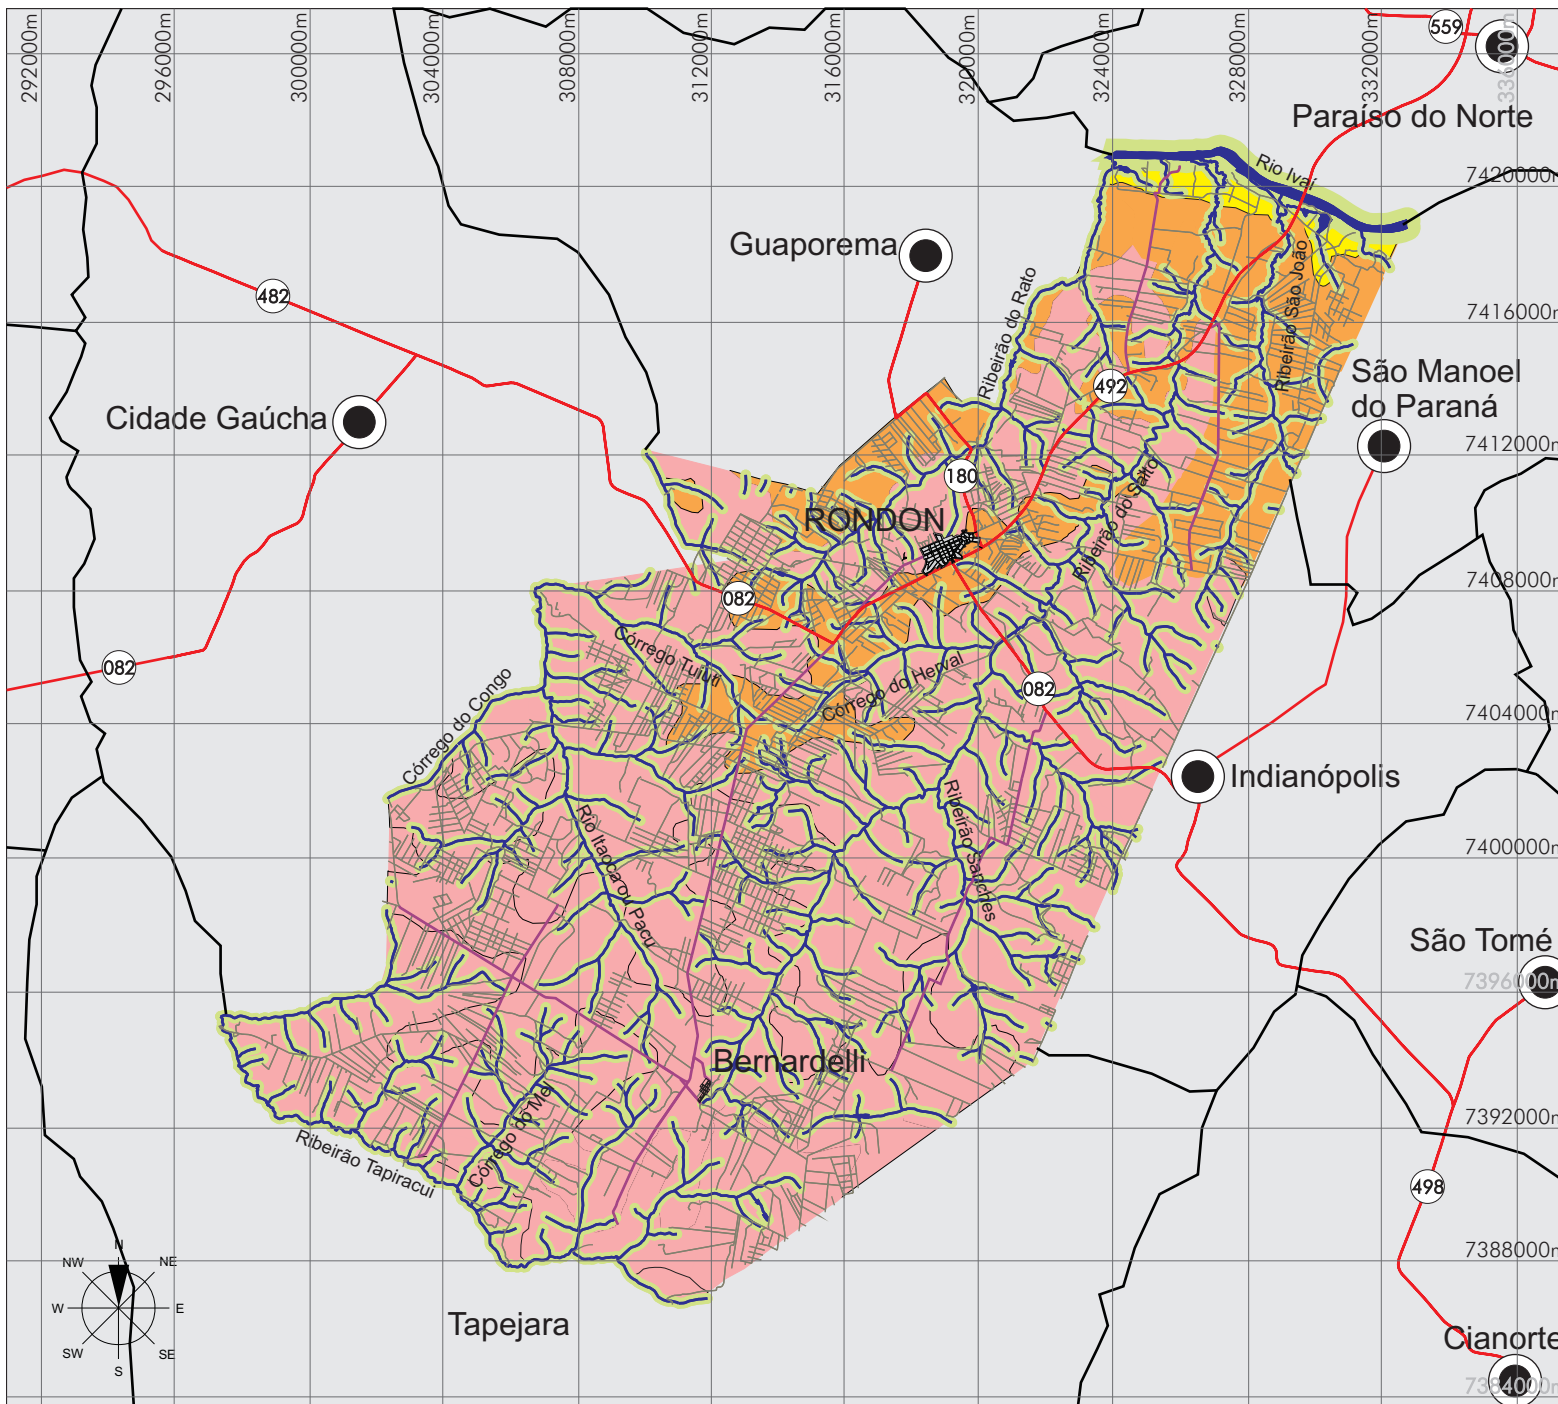 292000m
296000m
300000m
304000m
308000m
312000m
316000m
320000m
324000m
328000m
332000m
336000m
559
Paraíso do Norte
Rio Ivaí
7420000m
Guaporema
482
Ribeirão do Rato
Ribeirão São João
7416000m
492
São Manoel
do Paraná
Cidade Gaúcha
7412000m
180
Ribeirão do Salto
RONDON
7408000m
082
Córrego Tuiuti
082
Córrego do Herval
082
Córrego do Congo
7404000m
Indianópolis
Ribeirão Sanches
Rio Itaoca ou Pacu
7400000m
São Tomé
7396000m
Bernardelli
Córrego do Mel
7392000m
Ribeirão Tapiracui
498
7388000m
N
NW
NE
W
E
SW
SE
S
Tapejara
Cianorte
7384000m